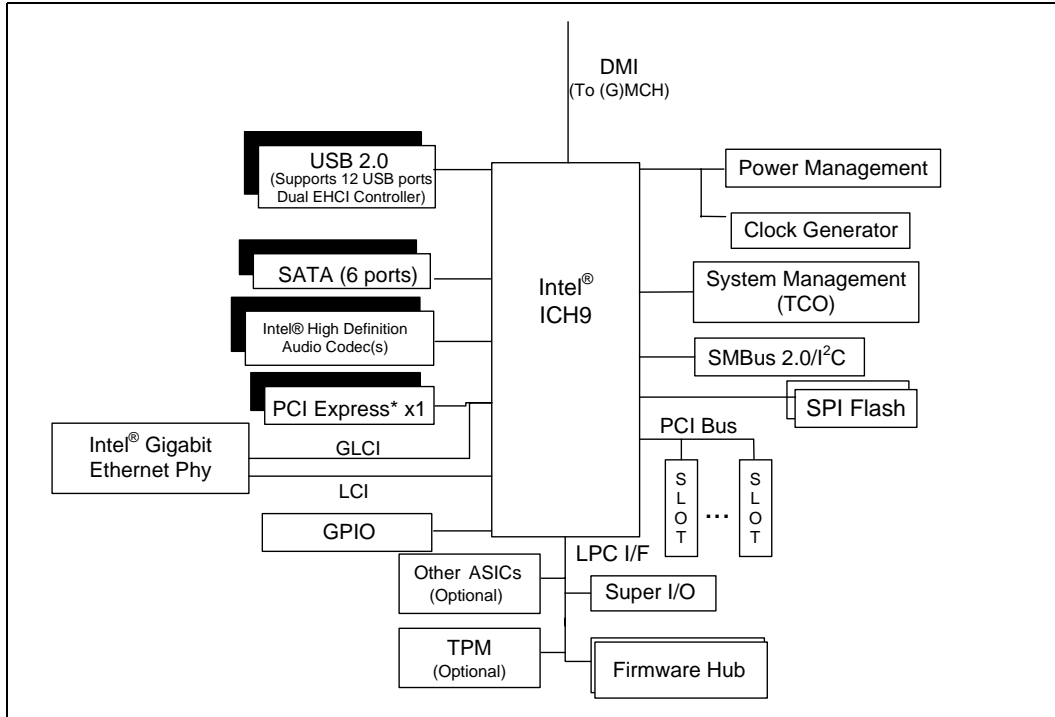 DMI
(To (G)MCH)
USB 2.0
(Supports 12 USB ports
Dual EHCI Controller)
Power Management
Clock Generator
SATA (6 ports)
Intel®
ICH9
System Management
(TCO)
Intel® High Definition
Audio Codec(s)
SMBus 2.0/I²C
PCI Express* x1
SPI Flash
Intel® Gigabit
Ethernet Phy
GLCI
LCI
PCI Bus
SLOT
...
SLOT
GPIO
LPC I/F
Other ASICs
(Optional)
Super I/O
TPM
(Optional)
Firmware Hub